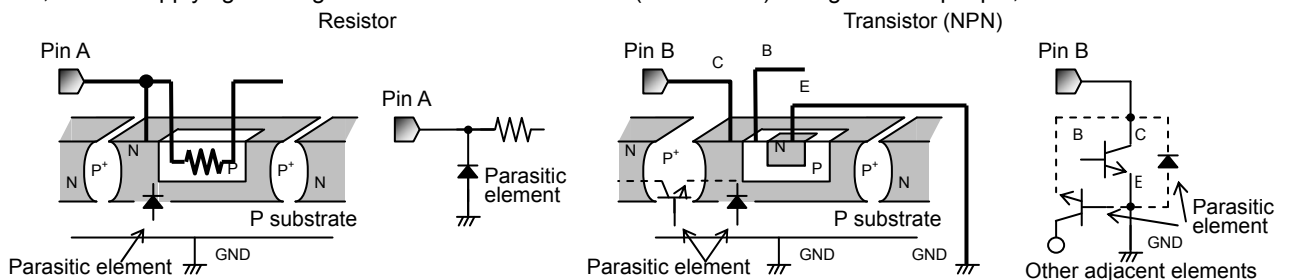 Resistor
Pin A
N
P
P+
P+
N
N
P substrate
Parasitic element
GND
Pin A
Parasitic
element
Transistor (NPN)
Pin B
C
B
E
N
P+
N
P
P+
N
P substrate
Parasitic element
GND
GND
Pin B
B
C
E
Parasitic
element
GND
Other adjacent elements